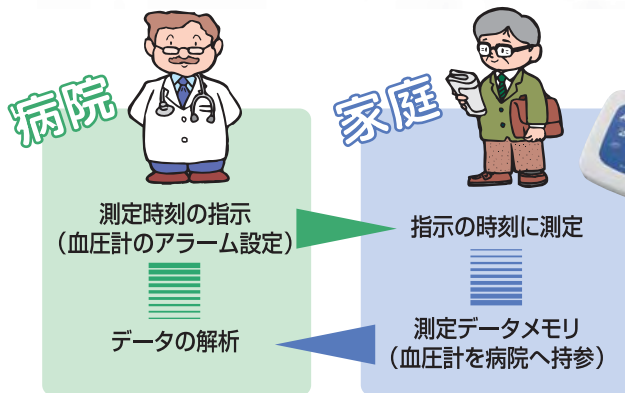 病院
測定時刻の指示
(血圧計のアラーム設定)
データの解析
家庭
指示の時刻に測定
測定データメモリ
(血圧計を病院へ持参)